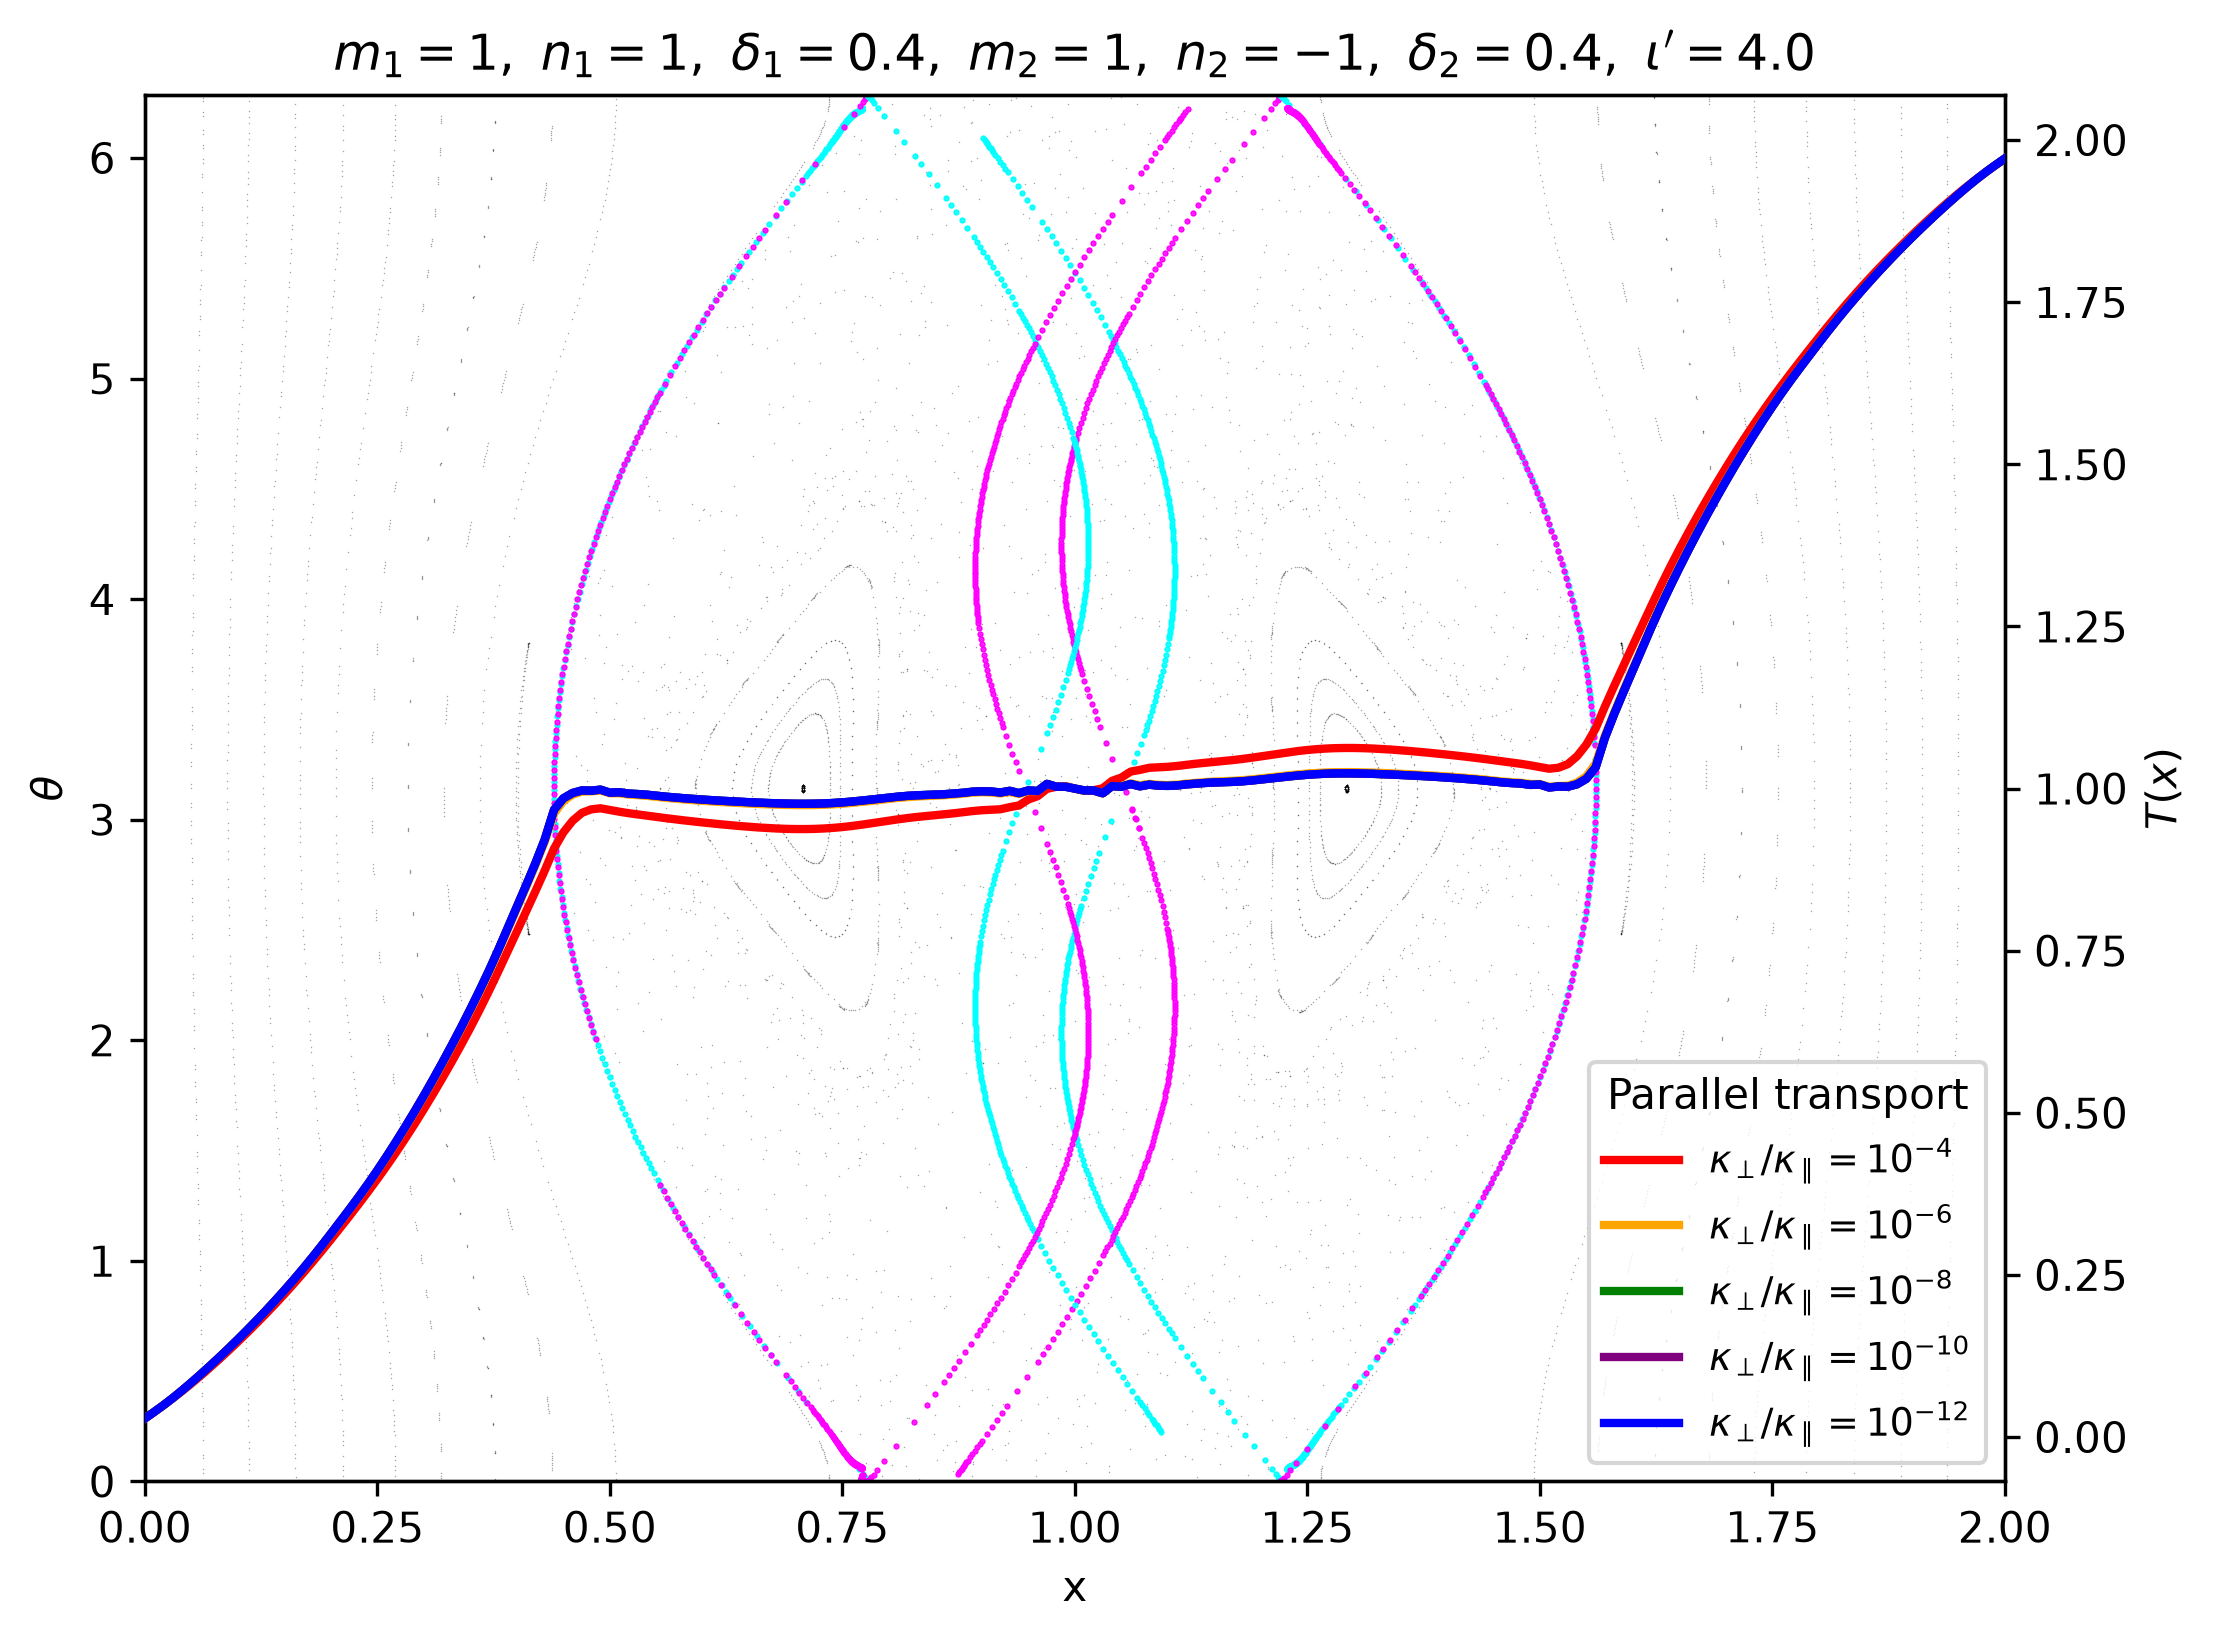 m₁ = 1, n₁ = 1, δ₁ = 0.4, m₂ = 1, n₂ = −1, δ₂ = 0.4, ι′ = 4.0
6
5
4
3
2
1
0
θ
2.00
1.75
1.50
1.25
1.00
0.75
0.50
0.25
0.00
T(x)
Parallel transport
κ⊥/κ∥ = 10⁻⁴
κ⊥/κ∥ = 10⁻⁶
κ⊥/κ∥ = 10⁻⁸
κ⊥/κ∥ = 10⁻¹⁰
κ⊥/κ∥ = 10⁻¹²
0.00 0.25 0.50 0.75 1.00 1.25 1.50 1.75 2.00
x